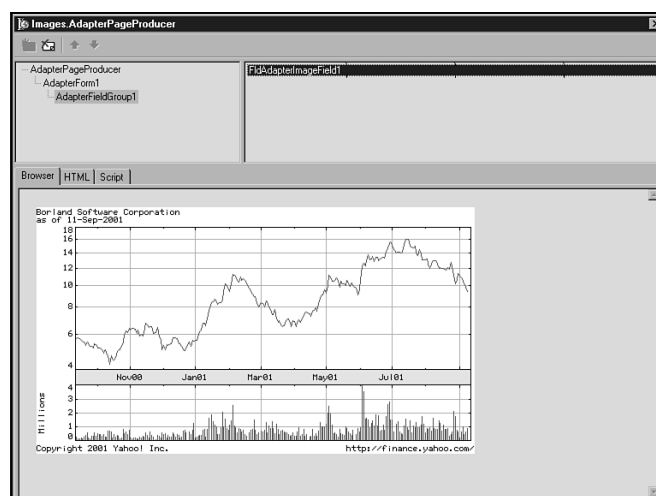 Images.AdapterPageProducer
AdapterPageProducer
AdapterForm1
AdapterFieldGroup1
FldAdapterImageField1
Browser HTML Script
Borland Software Corporation
as of 11-Sep-2001
18
16
14
12
10
8
6
4
Nov00 Jan01 Mar01 May01 Jul01
Millions
4
3
2
1
0
Copyright 2001 Yahoo! Inc. http://finance.yahoo.com/